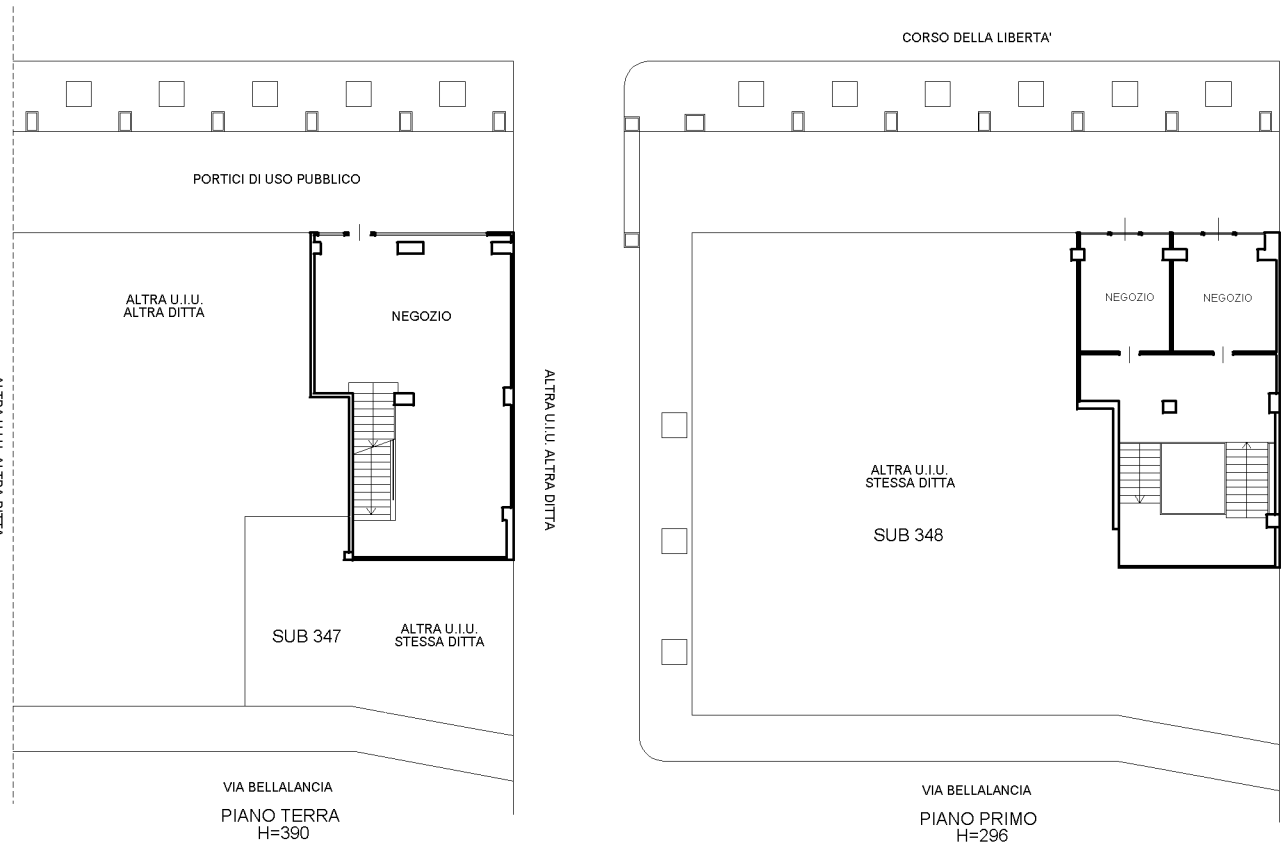 CORSO DELLA LIBERTA'
PORTICI DI USO PUBBLICO
ALTRA U.I.U.
ALTRA DITTA
NEGOZIO
ALTRA U.I.U. ALTRA DITTA
SUB 347
ALTRA U.I.U.
STESSA DITTA
VIA BELLALANCIA
PIANO TERRA
H=390
NEGOZIO
NEGOZIO
ALTRA U.I.U.
STESSA DITTA
SUB 348
VIA BELLALANCIA
PIANO PRIMO
H=296